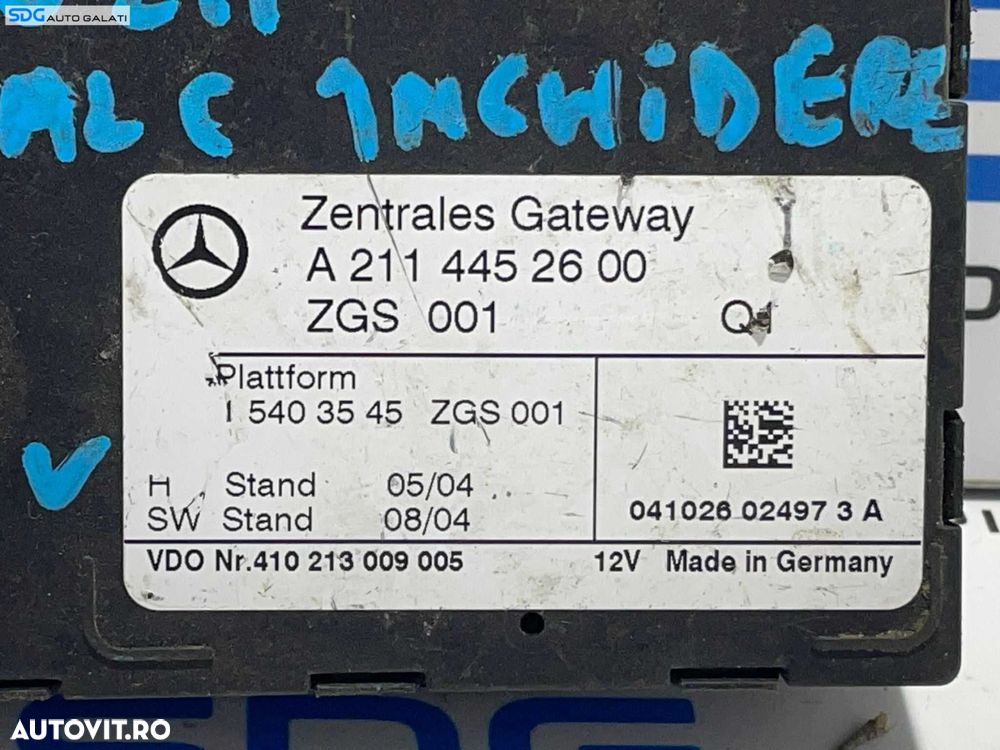 SDG AUTO GALATI
CALC INCHIDERE
Zentrales Gateway
A 211 445 26 00
ZGS 001 Q1
Plattform
540 35 45 ZGS 001
H Stand 05/04
SW Stand 08/04
041026 02497 3 A
VDO Nr.410 213 009 005 12V Made in Germany
SDG
AUTOVIT.RO